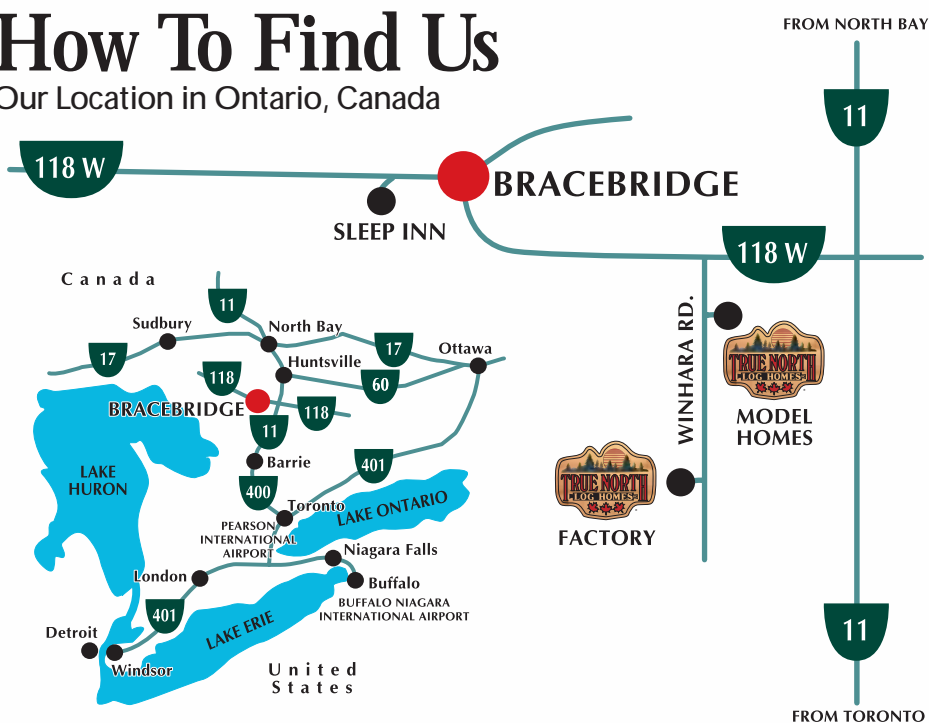 How To Find Us
Our Location in Ontario, Canada
FROM NORTH BAY
11
118 W
BRACEBRIDGE
SLEEP INN
118 W
WINHARA RD.
TRUE NORTH
LOG HOMES
MODEL
HOMES
TRUE NORTH
LOG HOMES
FACTORY
11
FROM TORONTO
Canada
11
Sudbury
North Bay
17
17
Ottawa
Huntsville
118
60
BRACEBRIDGE
118
11
Barrie
401
LAKE
HURON
400
Toronto
LAKE ONTARIO
PEARSON
INTERNATIONAL
AIRPORT
Niagara Falls
London
Buffalo
BUFFALO NIAGARA
INTERNATIONAL AIRPORT
401
LAKE ERIE
Detroit
Windsor
United
States